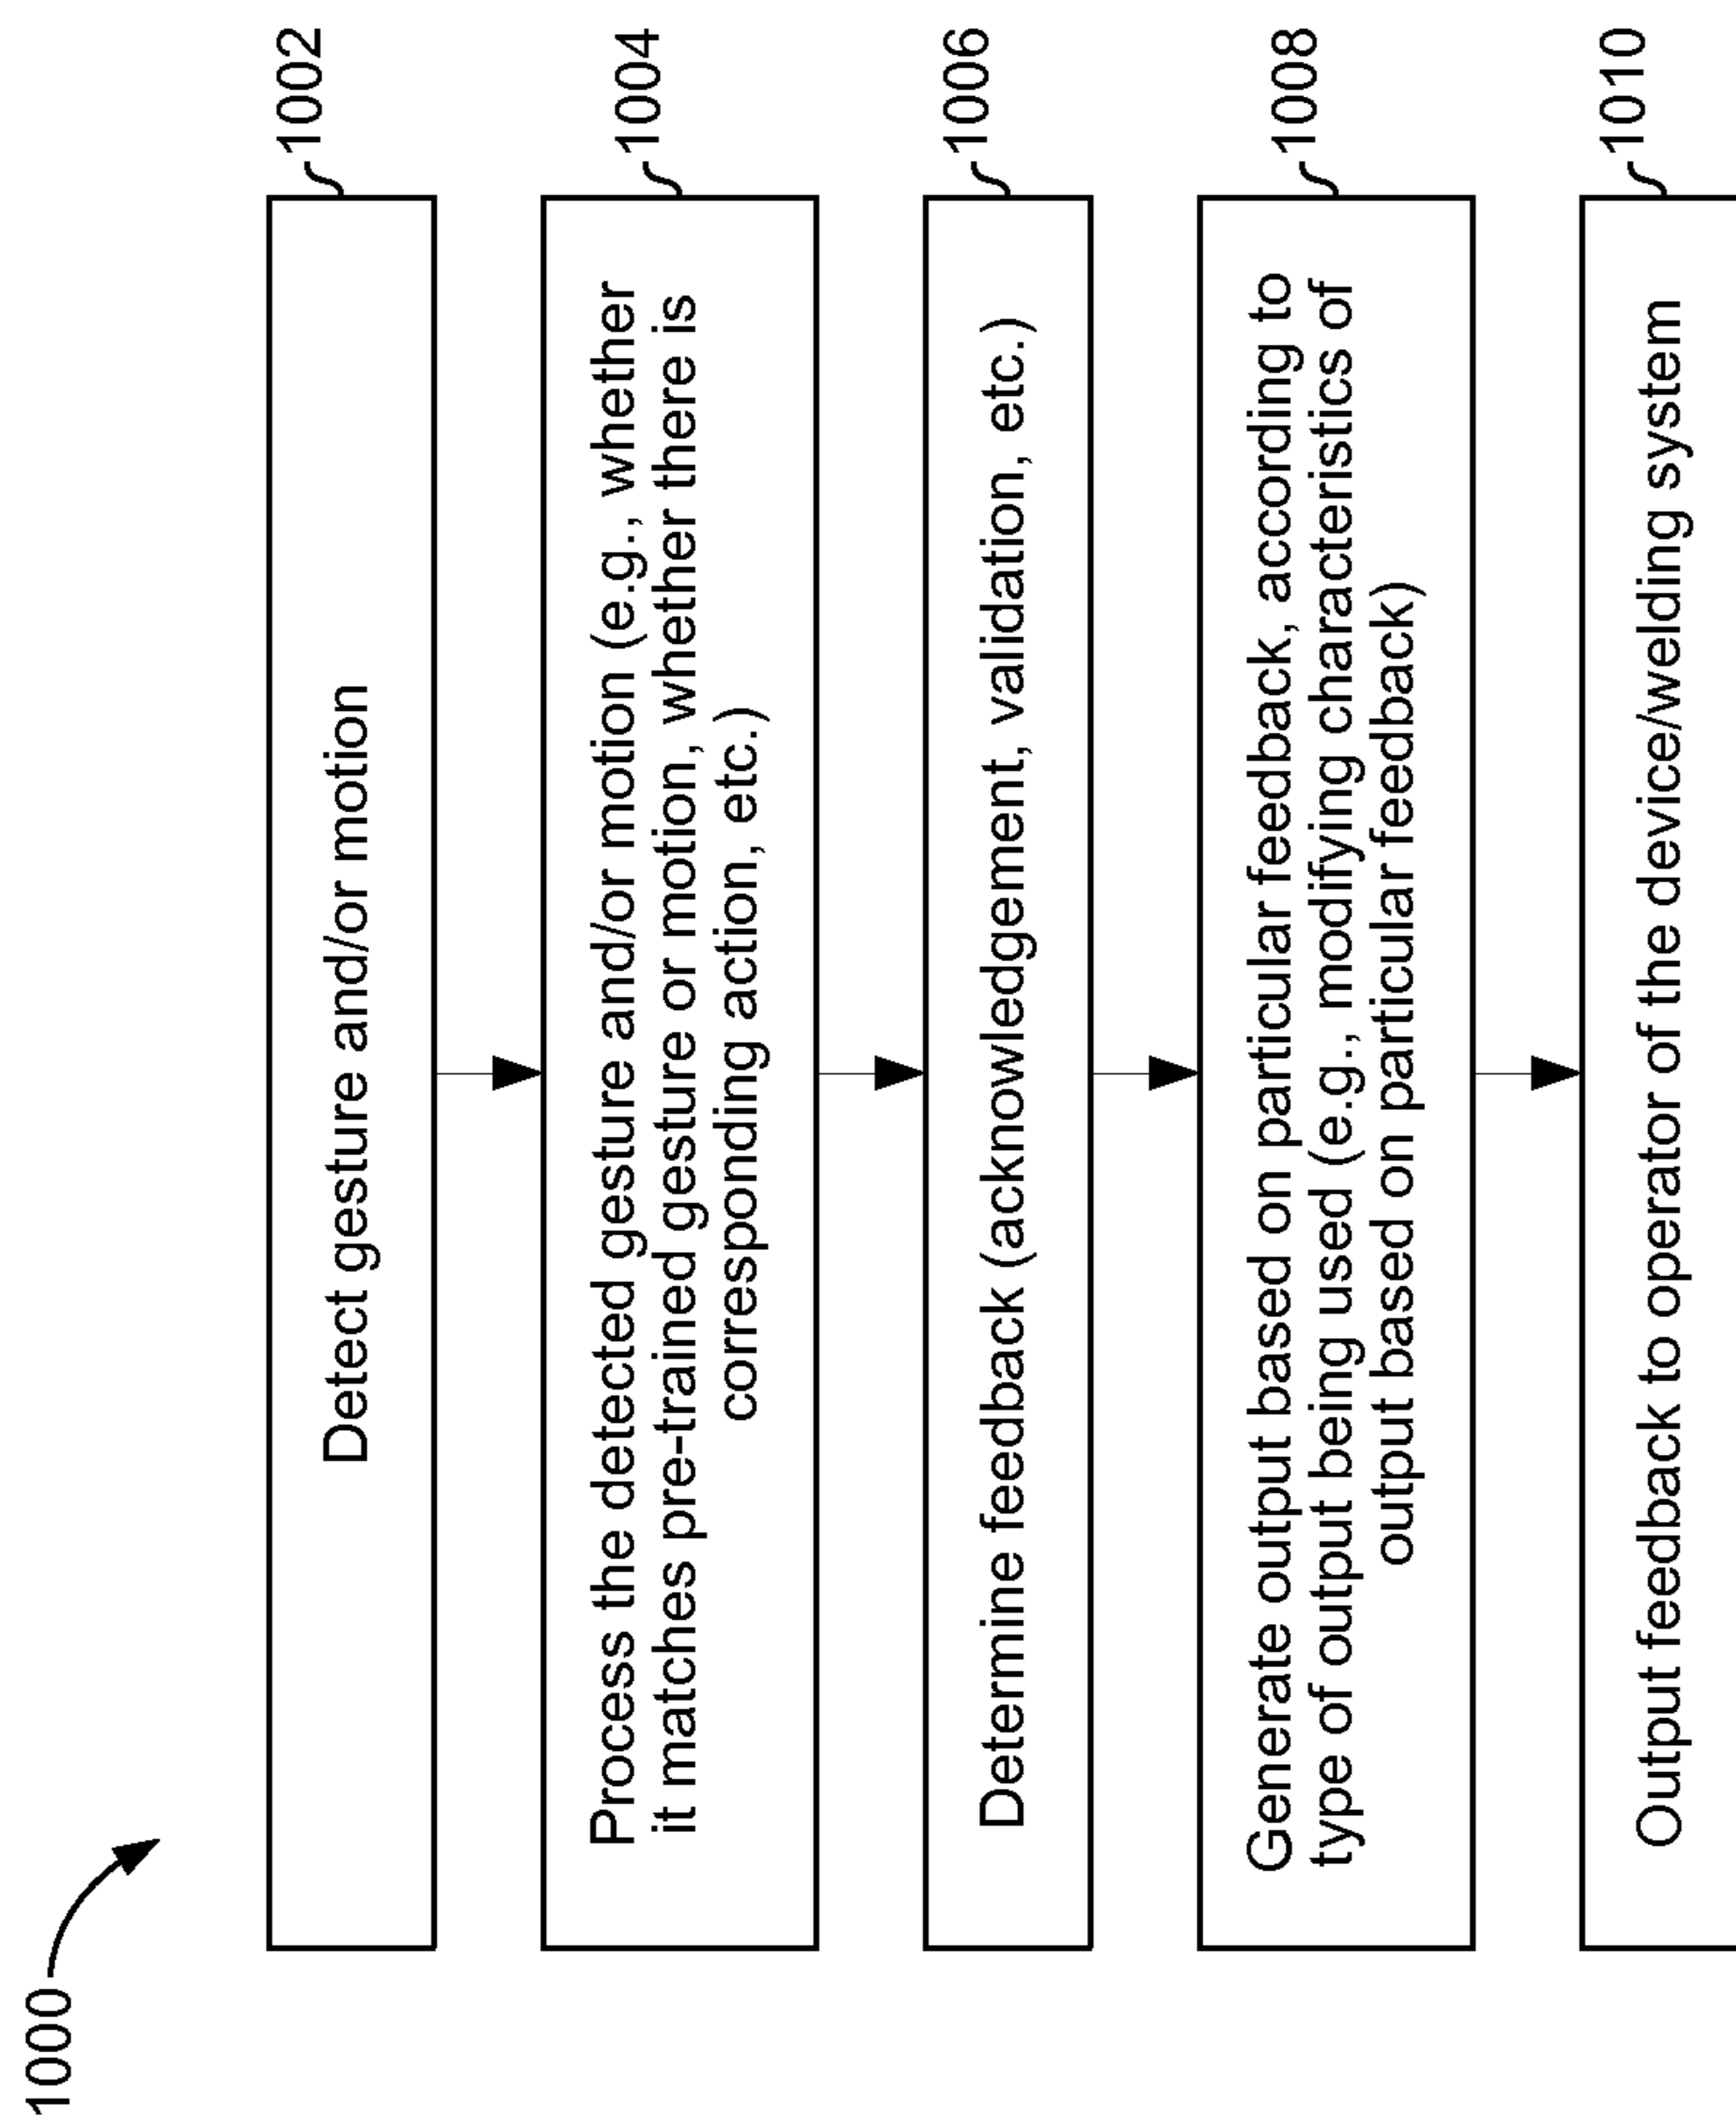 1000
1002
Detect gesture and/or motion
1004
Process the detected gesture and/or motion (e.g., whether
it matches pre-trained gesture or motion, whether there is
corresponding action, etc.)
1006
Determine feedback (acknowledgement, validation, etc.)
1008
Generate output based on particular feedback, according to
type of output being used (e.g., modifying characteristics of
output based on particular feedback)
1010
Output feedback to operator of the device/welding system